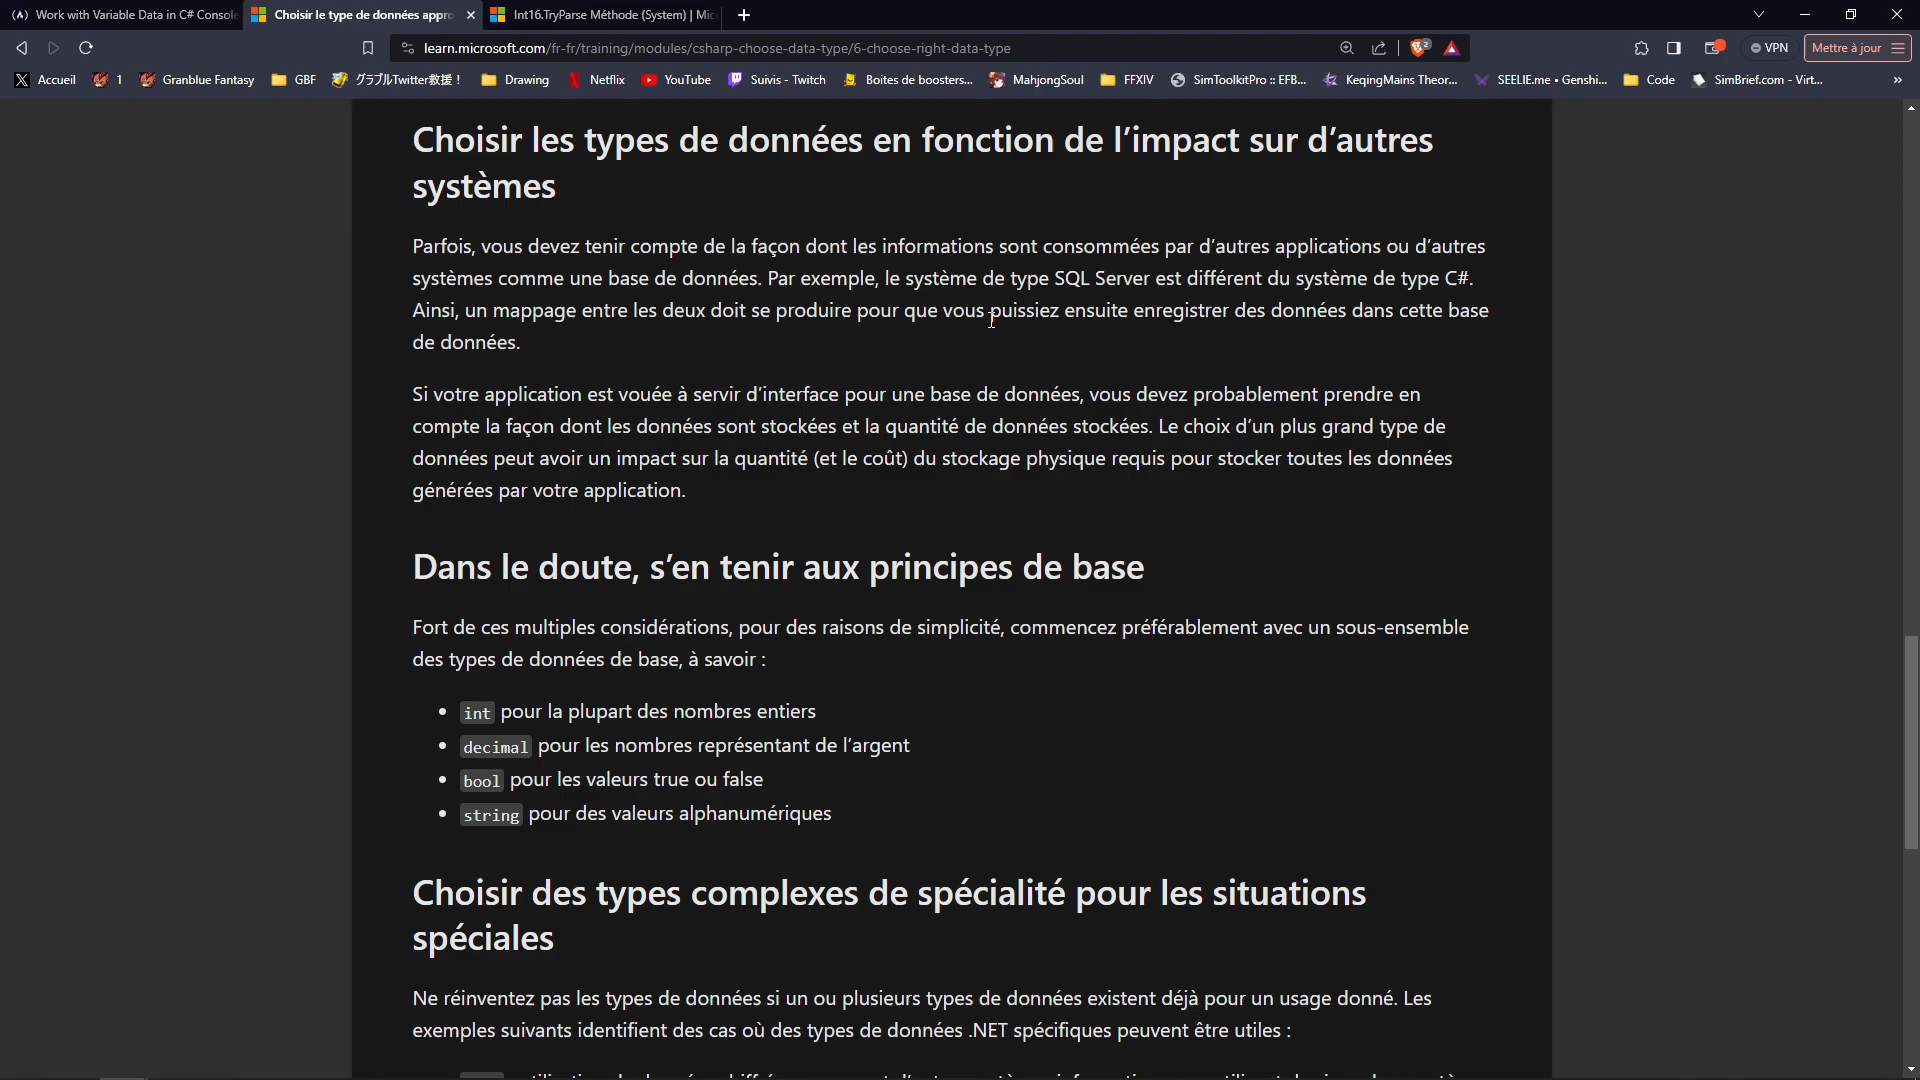 Work with Variable Data in C# Console
Choisir le type de données appro
Int16.TryParse Méthode (System) | Mic
learn.microsoft.com/fr-fr/training/modules/csharp-choose-data-type/6-choose-right-data-type
2
VPN
Mettre à jour
Accueil
1
Granblue Fantasy
GBF
グラブルTwitter救援！
Drawing
Netflix
YouTube
Suivis - Twitch
Boites de boosters...
MahjongSoul
FFXIV
SimToolkitPro :: EFB...
KeqingMains Theor...
SEELIE.me • Genshi...
Code
SimBrief.com - Virt...
»
Choisir les types de données en fonction de l’impact sur d’autres
systèmes
Parfois, vous devez tenir compte de la façon dont les informations sont consommées par d’autres applications ou d’autres
systèmes comme une base de données. Par exemple, le système de type SQL Server est différent du système de type C#.
Ainsi, un mappage entre les deux doit se produire pour que vous puissiez ensuite enregistrer des données dans cette base
de données.
Si votre application est vouée à servir d’interface pour une base de données, vous devez probablement prendre en
compte la façon dont les données sont stockées et la quantité de données stockées. Le choix d’un plus grand type de
données peut avoir un impact sur la quantité (et le coût) du stockage physique requis pour stocker toutes les données
générées par votre application.
Dans le doute, s’en tenir aux principes de base
Fort de ces multiples considérations, pour des raisons de simplicité, commencez préférablement avec un sous-ensemble
des types de données de base, à savoir :
• int pour la plupart des nombres entiers
• decimal pour les nombres représentant de l’argent
• bool pour les valeurs true ou false
• string pour des valeurs alphanumériques
Choisir des types complexes de spécialité pour les situations
spéciales
Ne réinventez pas les types de données si un ou plusieurs types de données existent déjà pour un usage donné. Les
exemples suivants identifient des cas où des types de données .NET spécifiques peuvent être utiles :